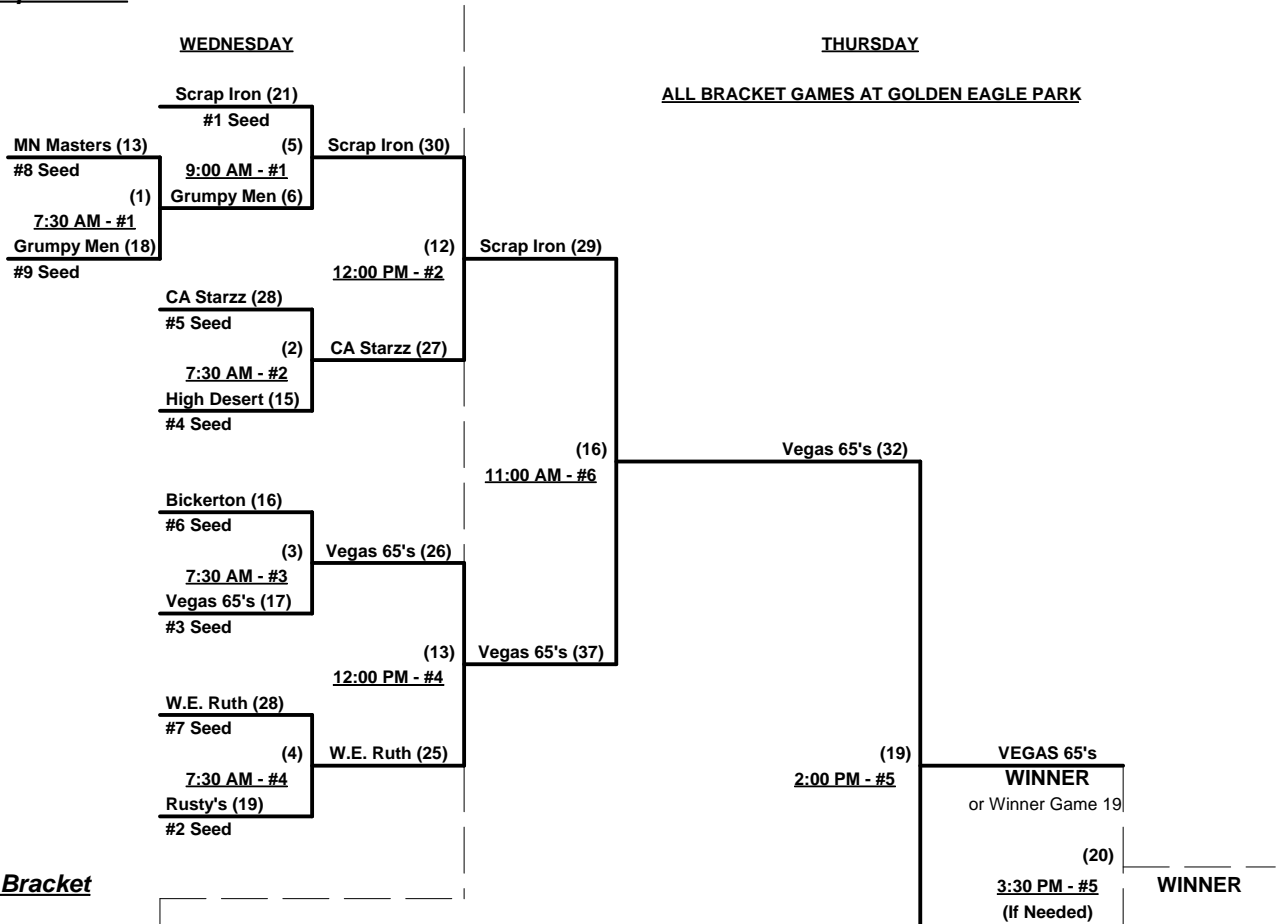 WEDNESDAY
THURSDAY
ALL BRACKET GAMES AT GOLDEN EAGLE PARK
Scrap Iron (21)
#1 Seed
MN Masters (13)
#8 Seed
(5)
9:00 AM - #1
Scrap Iron (30)
(1)
7:30 AM - #1
Grumpy Men (6)
Grumpy Men (18)
#9 Seed
(12)
12:00 PM - #2
Scrap Iron (29)
CA Starzz (28)
#5 Seed
(2)
7:30 AM - #2
CA Starzz (27)
High Desert (15)
#4 Seed
(16)
11:00 AM - #6
Vegas 65's (32)
Bickerton (16)
#6 Seed
(3)
7:30 AM - #3
Vegas 65's (26)
Vegas 65's (17)
#3 Seed
(13)
12:00 PM - #4
Vegas 65's (37)
W.E. Ruth (28)
#7 Seed
(4)
7:30 AM - #4
W.E. Ruth (25)
Rusty's (19)
#2 Seed
(19)
2:00 PM - #5
VEGAS 65's
WINNER
or Winner Game 19
(20)
3:30 PM - #5
(If Needed)
WINNER
Bracket